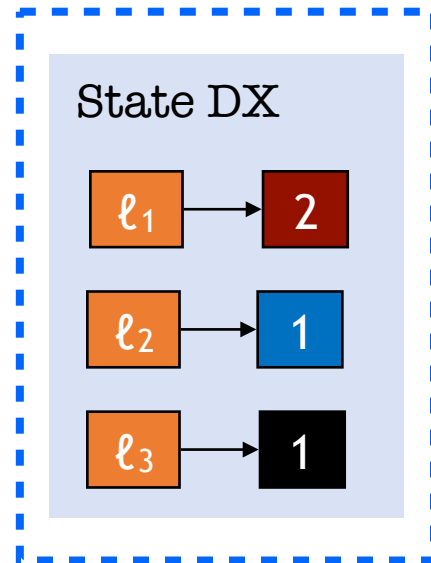 State DX
ℓ₁ 2
ℓ₂ 1
ℓ₃ 1